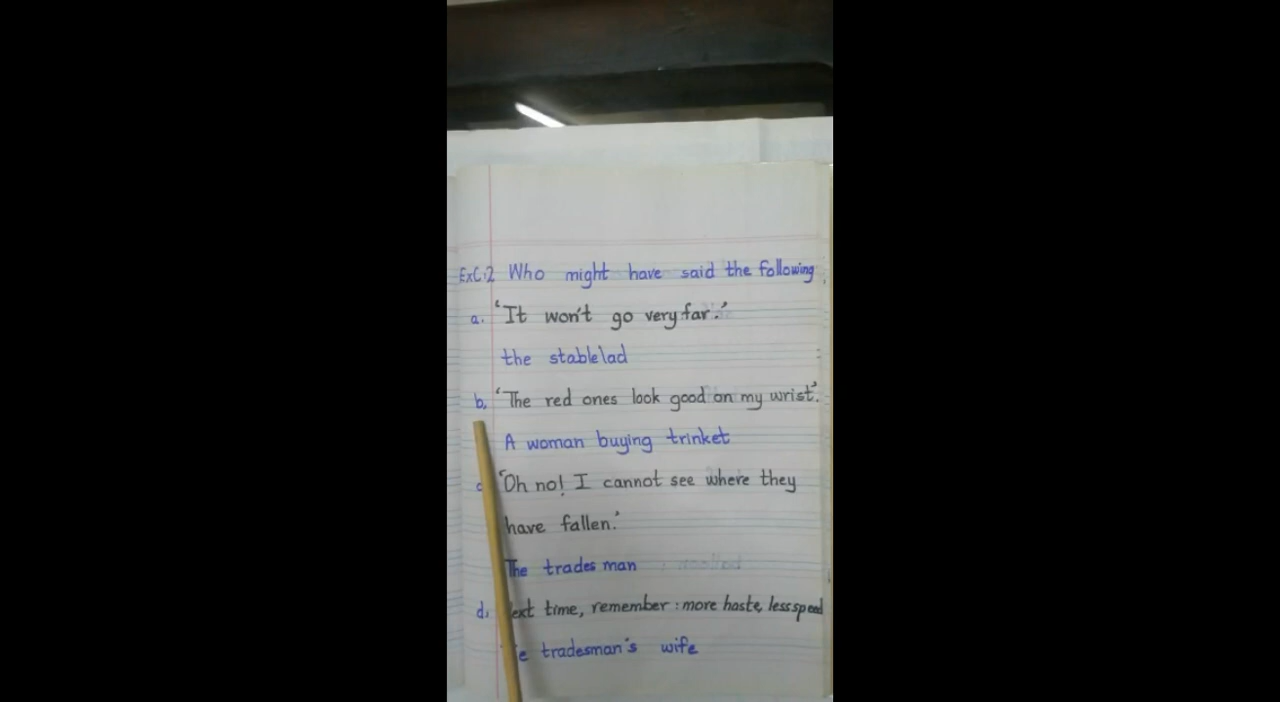 ExC:2 Who might have said the following
a. 'It won't go very far.'
the stablelad
b. 'The red ones look good on my wrist'.
A woman buying trinket
c 'Oh no! I cannot see where they
have fallen.'
The trades man
d. ext time, remember: more haste, less speed
e tradesman's wife